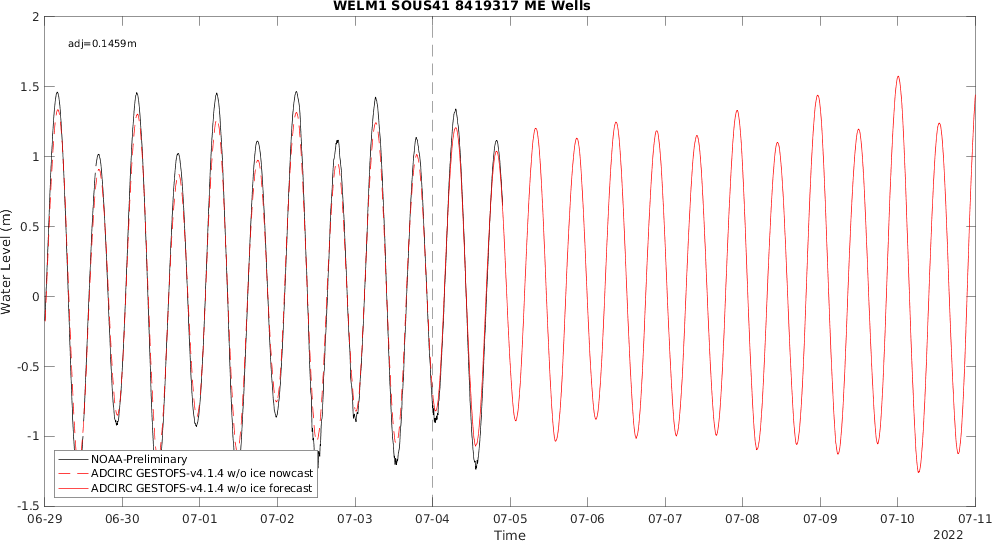 WELM1 SOUS41 8419317 ME Wells
adj=0.1459m
Water Level (m)
2
1.5
1
0.5
0
-0.5
-1
-1.5
NOAA-Preliminary
ADCIRC GESTOFS-v4.1.4 w/o ice nowcast
ADCIRC GESTOFS-v4.1.4 w/o ice forecast
06-29 06-30 07-01 07-02 07-03 07-04 07-05 07-06 07-07 07-08 07-09 07-10 07-11
Time
2022